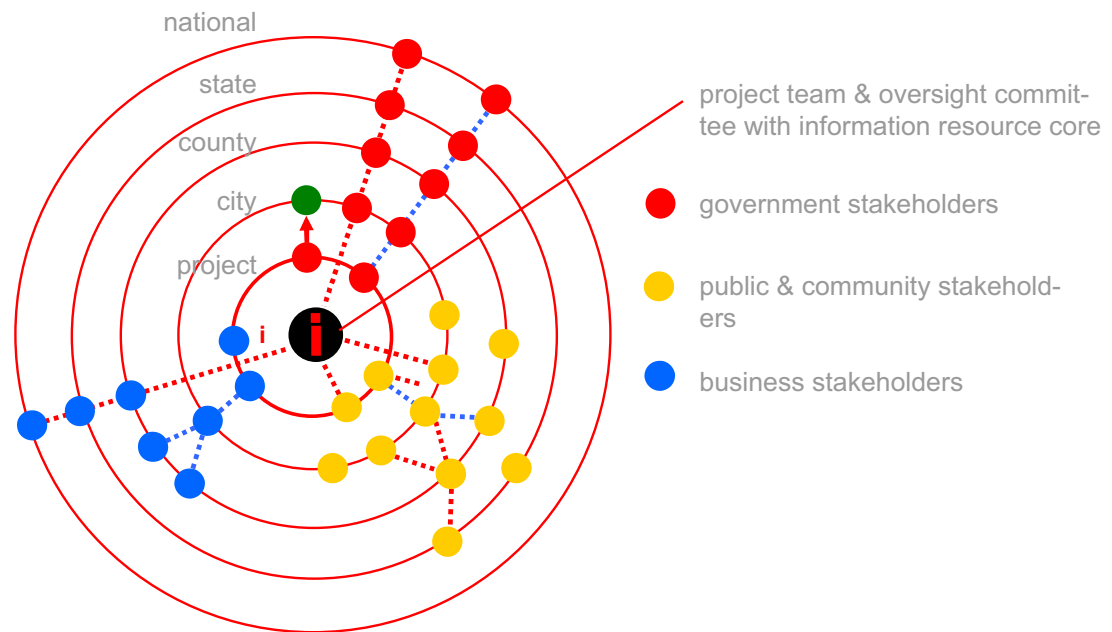 national
state
county
city
project
i
i
project team & oversight commit-
tee with information resource core
government stakeholders
public & community stakehold-
ers
business stakeholders